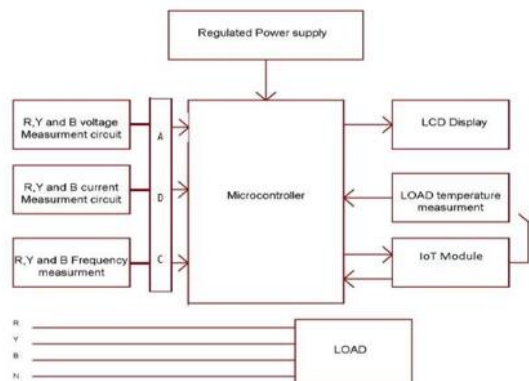 Regulated Power supply
R,Y and B voltage
Measurment circuit
A
LCD Display
R,Y and B current
Measurment circuit
D
Microcontroller
LOAD temperature
measurment
R,Y and B Frequency
measurment
C
IoT Module
R
Y
B
N
LOAD